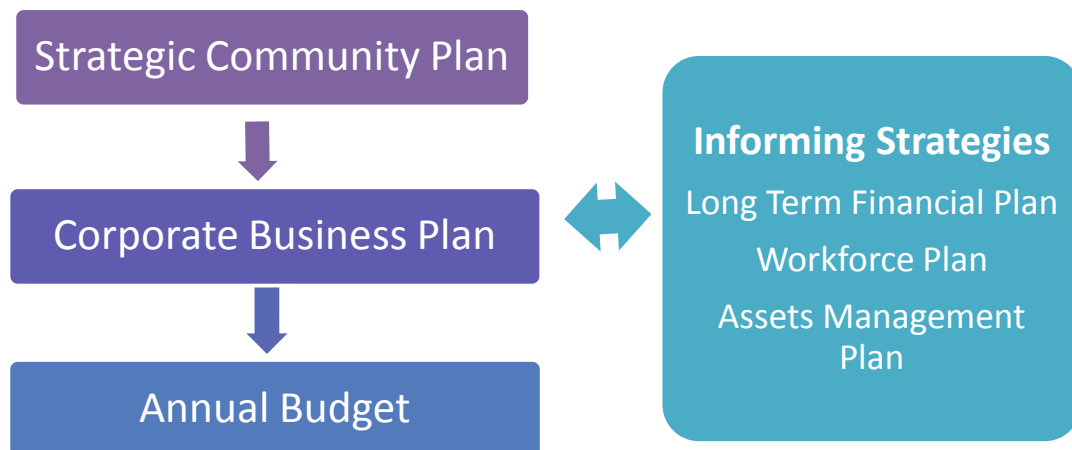 Strategic Community Plan
Corporate Business Plan
Annual Budget
Informing Strategies
Long Term Financial Plan
Workforce Plan
Assets Management
Plan